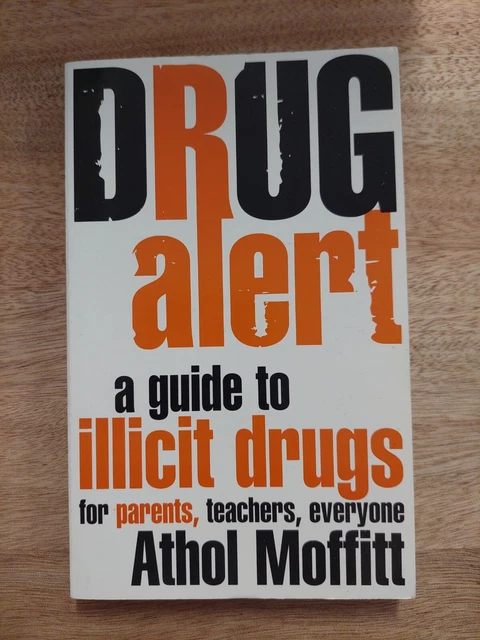 DRUG
alert
a guide to
illicit drugs
for parents, teachers, everyone
Athol Moffitt